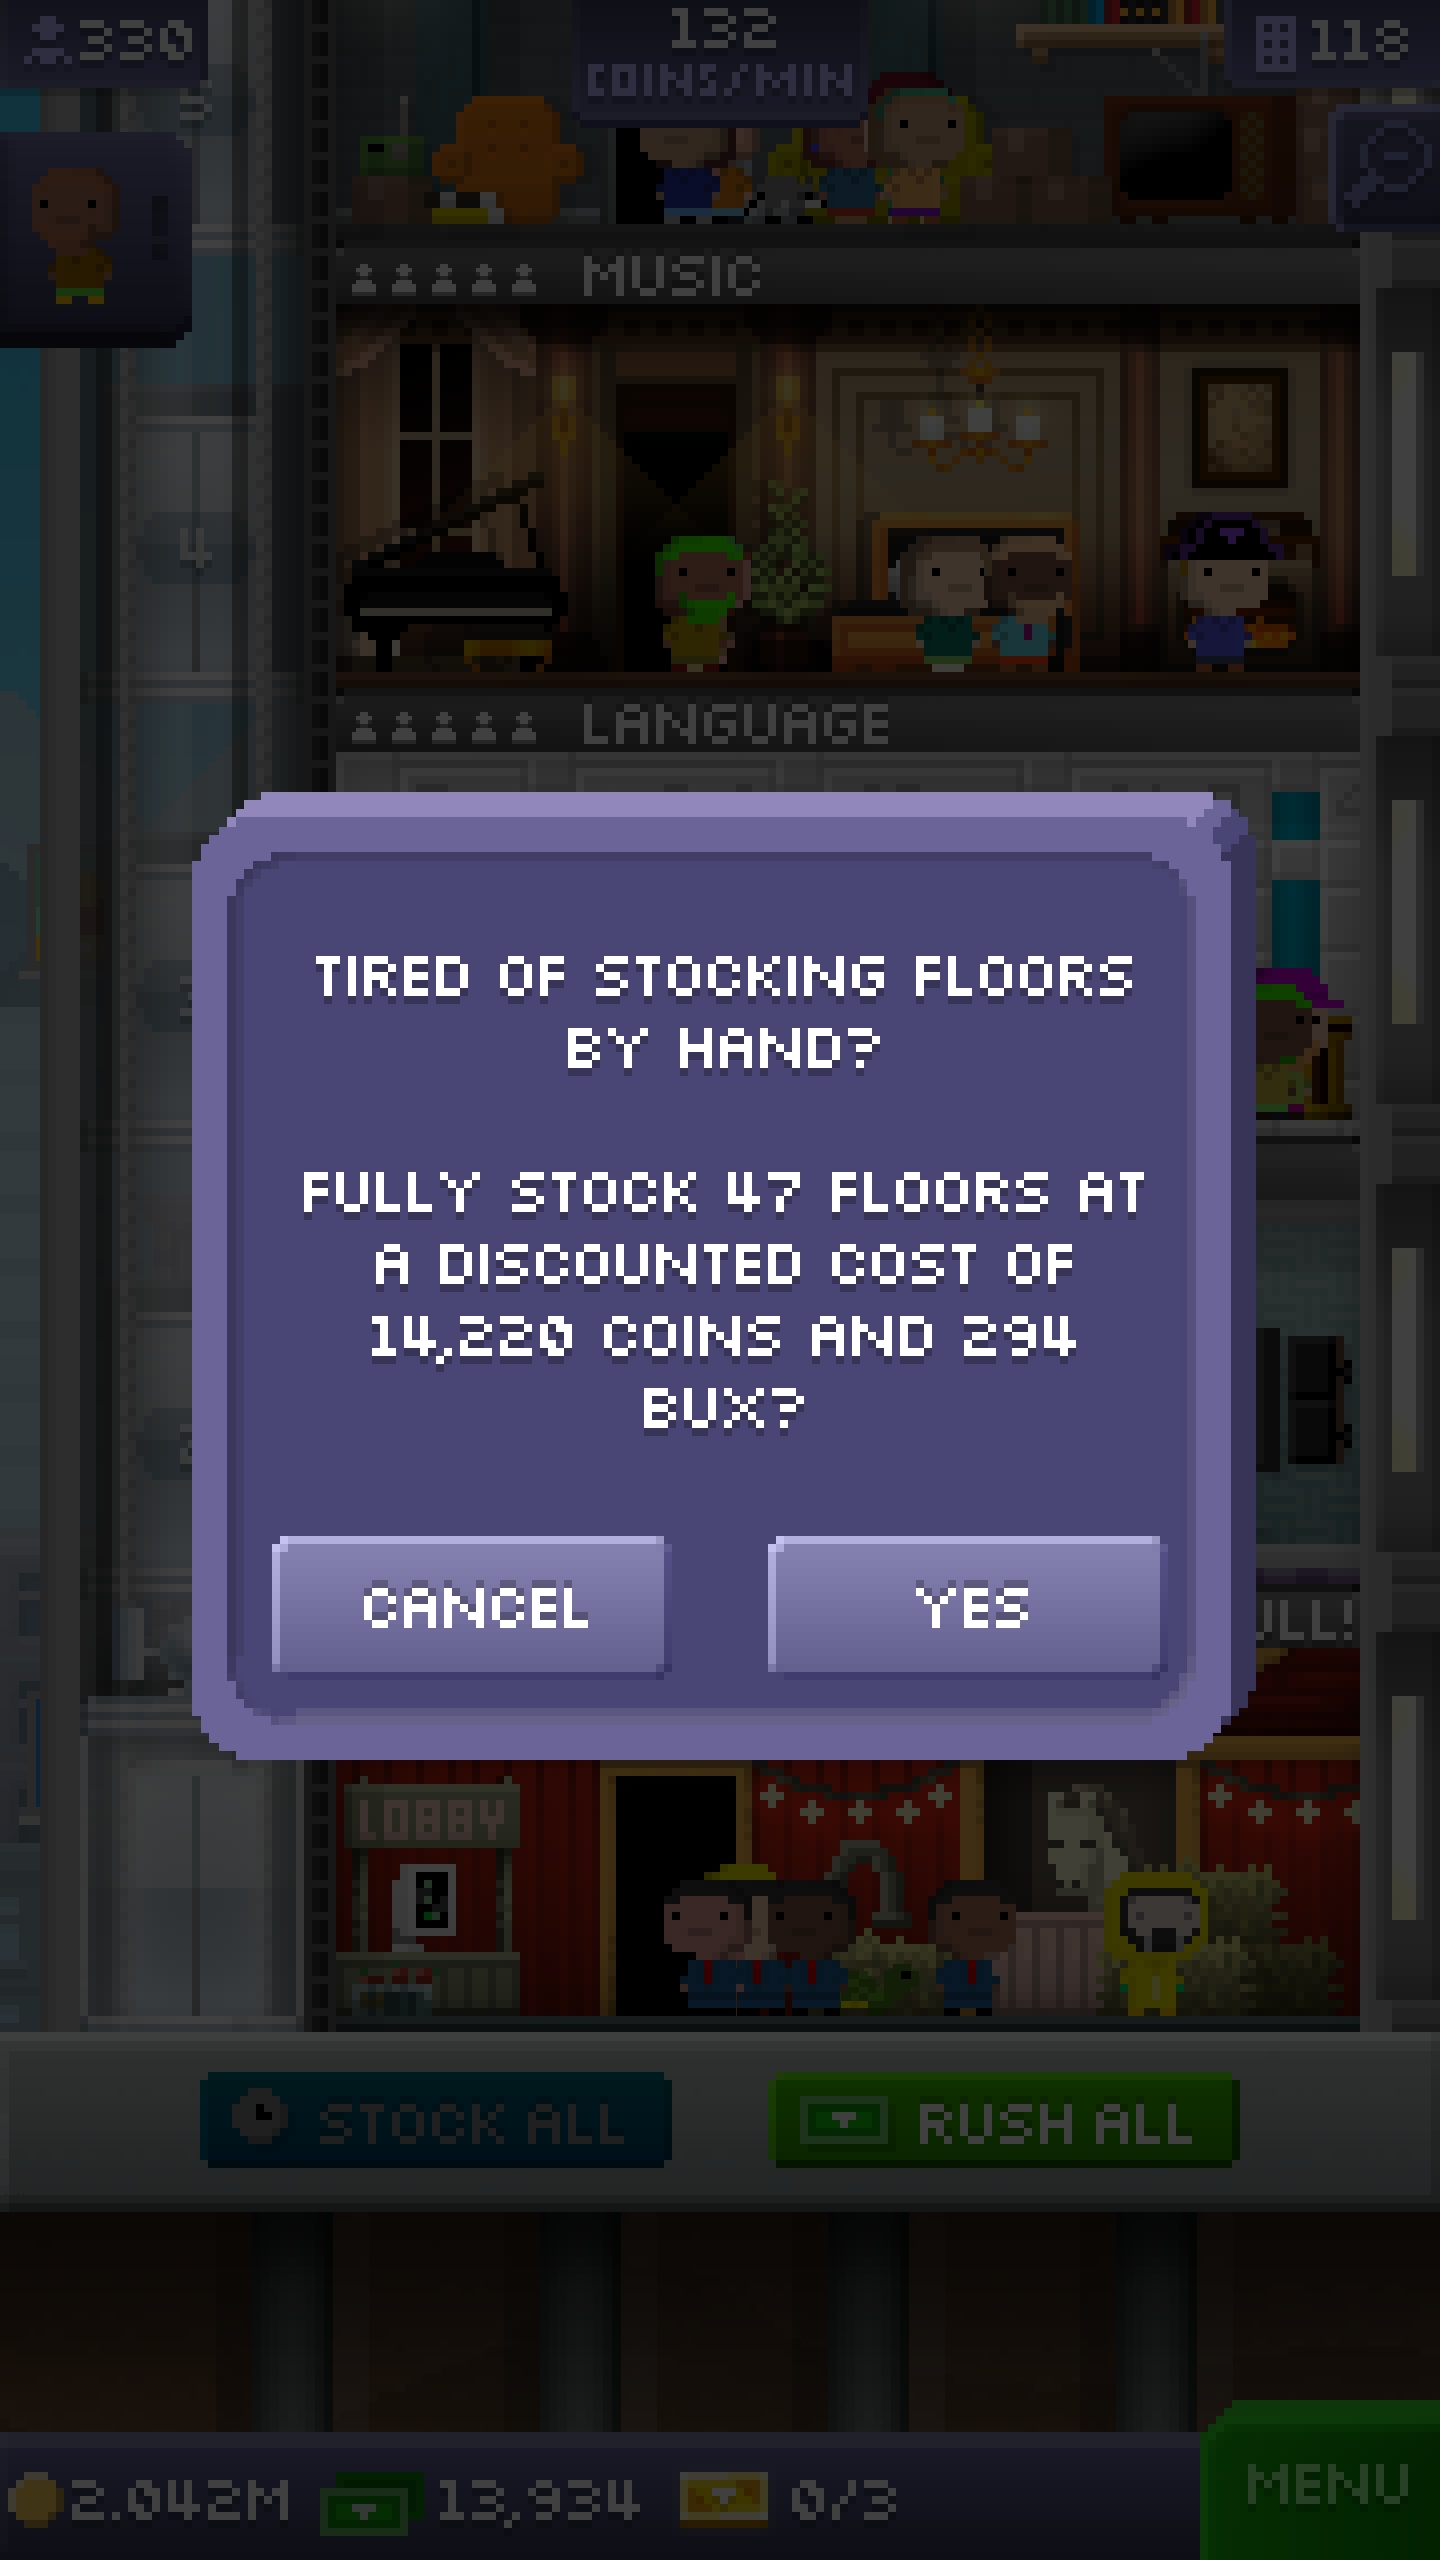 330
132
COINS/MIN
118
5
MUSIC
4
LANGUAGE
TIRED OF STOCKING FLOORS
BY HAND?
FULLY STOCK 47 FLOORS AT
A DISCOUNTED COST OF
14,220 COINS AND 294
BUX?
CANCEL
YES
LOBBY
STOCK ALL
RUSH ALL
2.042M
13,934
0/3
MENU